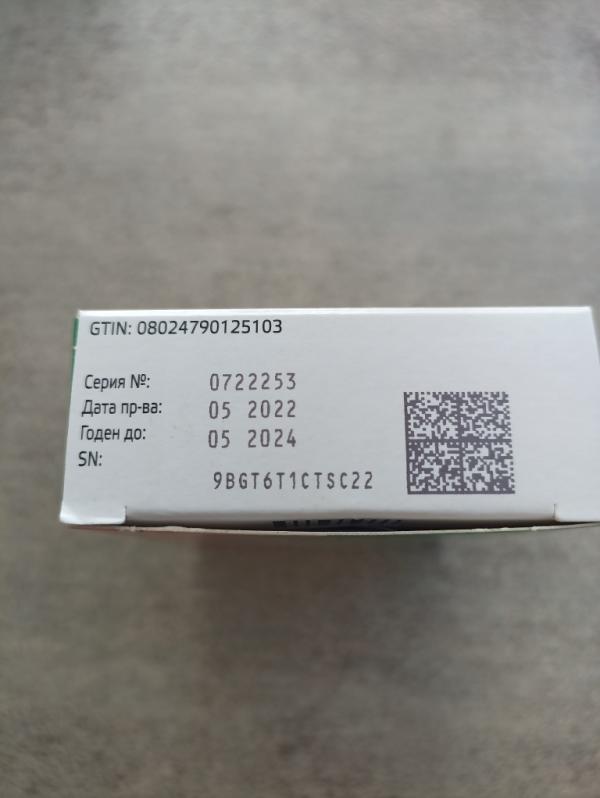 GTIN: 08024790125103
Серия №: 0722253
Дата пр-ва: 05 2022
Годен до: 05 2024
SN:
9BGT6T1CTSC22